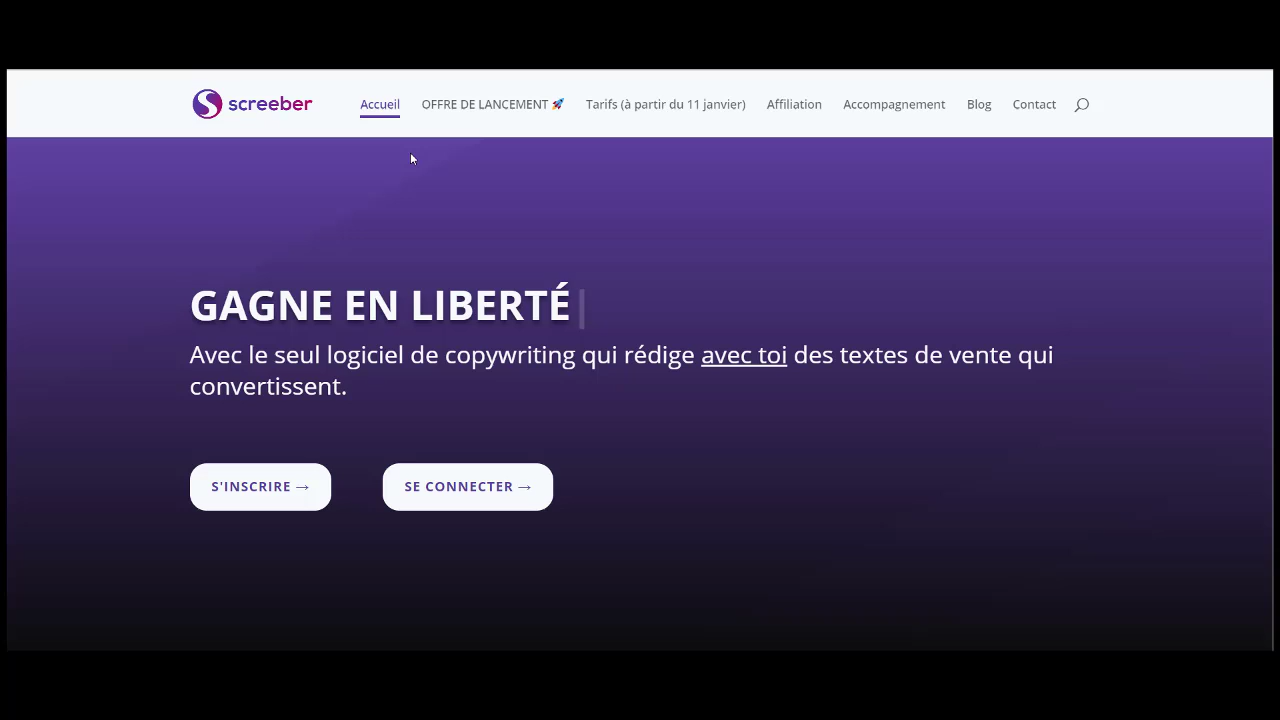 screeber
Accueil
OFFRE DE LANCEMENT 🚀
Tarifs (à partir du 11 janvier)
Affiliation
Accompagnement
Blog
Contact
GAGNE EN LIBERTÉ
Avec le seul logiciel de copywriting qui rédige avec toi des textes de vente qui
convertissent.
S'INSCRIRE →
SE CONNECTER →